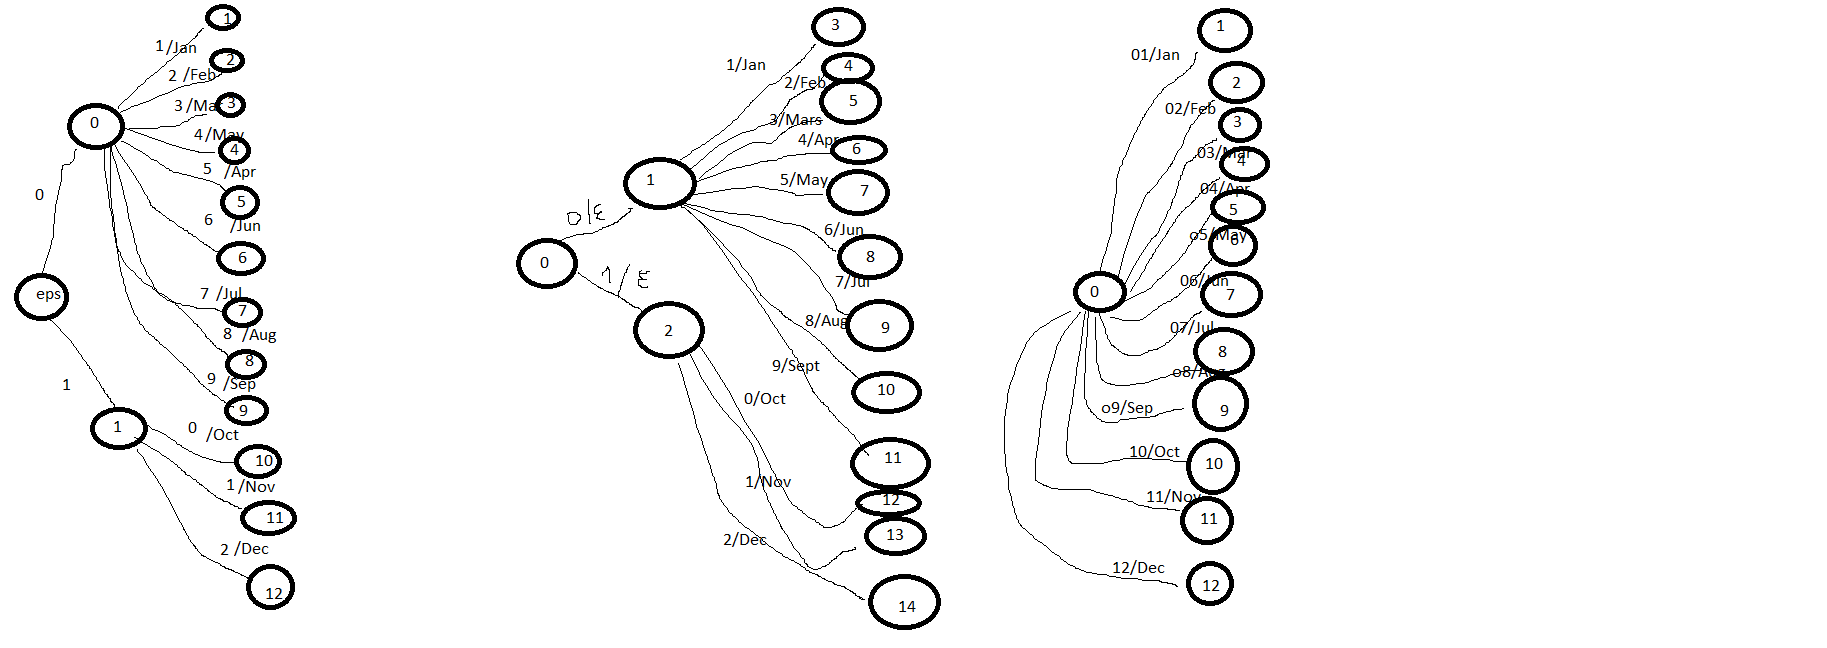 1
1/Jan
2
2 /Feb
3
3 /Mar
0
4 /May
4
5 /Apr
5
6 /Jun
6
0
eps
7 /Jul
7
8 /Aug
8
9 /Sep
9
1
1
0 /Oct
10
1 /Nov
11
2 /Dec
12
3
1/Jan
4
2/Feb
5
3/Mars
4/Apr
6
1
5/May
7
0/ε
6/Jun
8
0
1/ε
7/Jul
8/Aug
9
2
9/Sept
10
0/Oct
11
1/Nov
12
13
2/Dec
14
1
01/Jan
2
02/Feb
3
03/Mar
4
04/Apr
5
o5/May
6
06/Jun
0
7
07/Jul
8
o8/Aug
o9/Sep
9
10/Oct
10
11/Nov
11
12/Dec
12